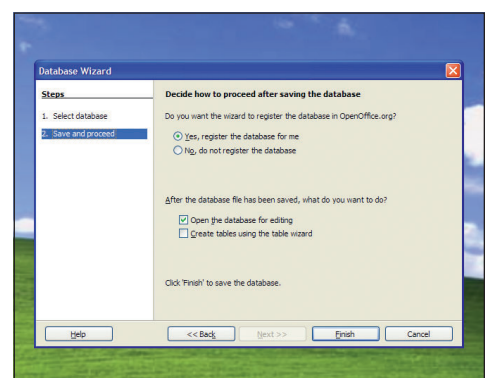 Database Wizard
Steps
1. Select database
2. Save and proceed
Decide how to proceed after saving the database
Do you want the wizard to register the database in OpenOffice.org?
Yes, register the database for me
No, do not register the database
After the database file has been saved, what do you want to do?
Open the database for editing
Create tables using the table wizard
Click 'Finish' to save the database.
Help
<< Back
Next >>
Finish
Cancel